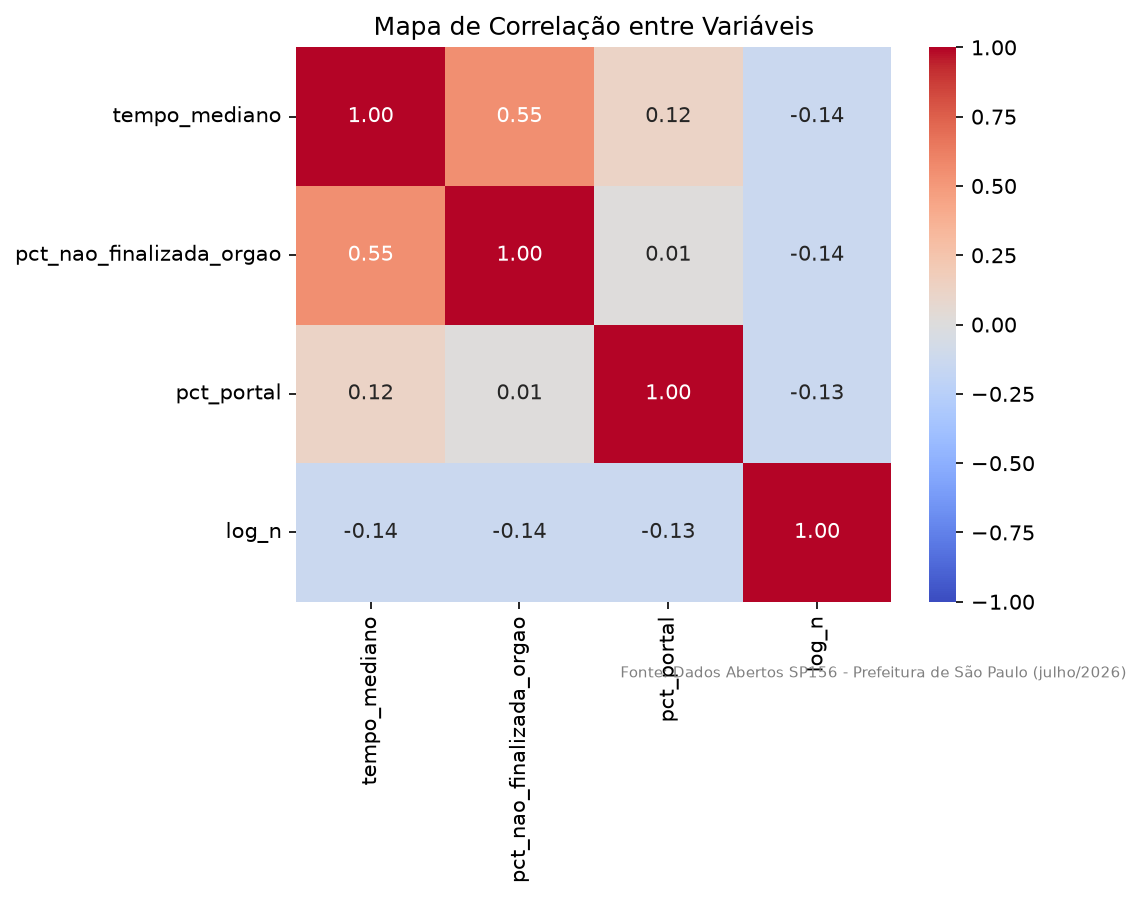 Mapa de Correlação entre Variáveis
tempo_mediano
1.00
0.55
0.12
-0.14
pct_nao_finalizada_orgao
0.55
1.00
0.01
-0.14
pct_portal
0.12
0.01
1.00
-0.13
log_n
-0.14
-0.14
-0.13
1.00
1.00
0.75
0.50
0.25
0.00
−0.25
−0.50
−0.75
−1.00
tempo_mediano
pct_nao_finalizada_orgao
pct_portal
log_n
Fonte: Dados Abertos SP156 - Prefeitura de São Paulo (julho/2026)